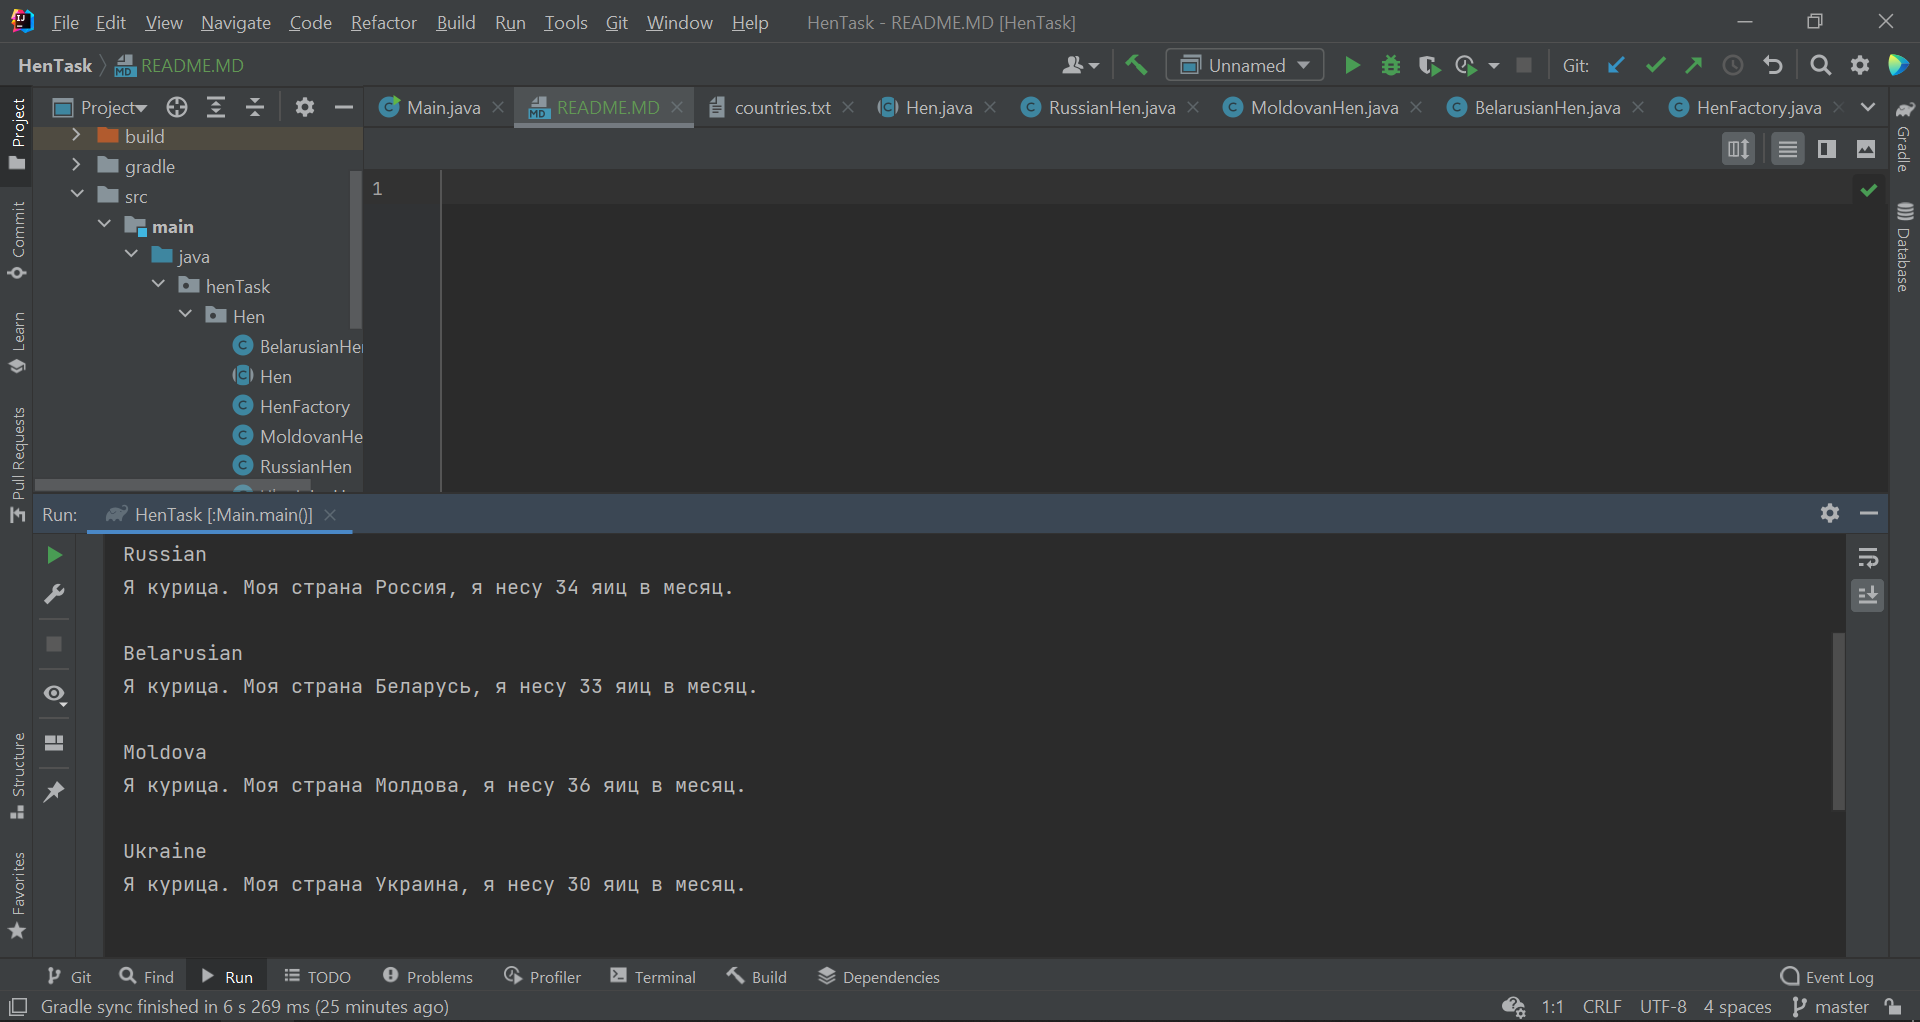 File Edit View Navigate Code Refactor Build Run Tools Git Window Help HenTask - README.MD [HenTask]
HenTask README.MD Unnamed Git:
Project Main.java README.MD countries.txt Hen.java RussianHen.java MoldovanHen.java BelarusianHen.java HenFactory.java
build
gradle
src
main
java
henTask
Hen
BelarusianHe
Hen
HenFactory
MoldovanHe
RussianHen
1
Project
Commit
Learn
Pull Requests
Structure
Favorites
Gradle
Database
Run: HenTask [:Main.main()]
Russian
Я курица. Моя страна Россия, я несу 34 яиц в месяц.
Belarusian
Я курица. Моя страна Беларусь, я несу 33 яиц в месяц.
Moldova
Я курица. Моя страна Молдова, я несу 36 яиц в месяц.
Ukraine
Я курица. Моя страна Украина, я несу 30 яиц в месяц.
Git Find Run TODO Problems Profiler Terminal Build Dependencies Event Log
Gradle sync finished in 6 s 269 ms (25 minutes ago) 1:1 CRLF UTF-8 4 spaces master